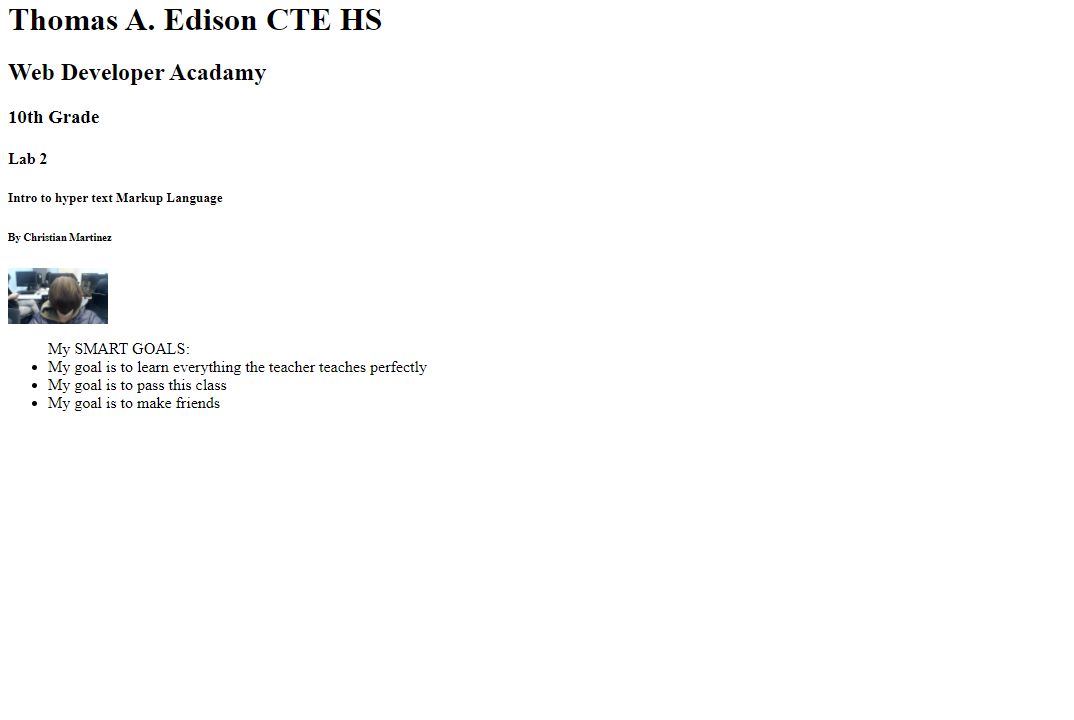 Thomas A. Edison CTE HS
Web Developer Acadamy
10th Grade
Lab 2
Intro to hyper text Markup Language
By Christian Martinez
My SMART GOALS:
My goal is to learn everything the teacher teaches perfectly
My goal is to pass this class
My goal is to make friends